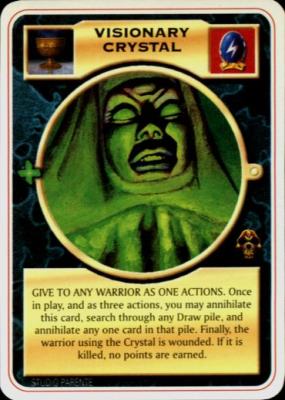 VISIONARY
CRYSTAL
GIVE TO ANY WARRIOR AS ONE ACTIONS. Once
in play, and as three actions, you may annihilate
this card, search through any Draw pile, and
annihilate any one card in that pile. Finally, the
warrior using the Crystal is wounded. If it is
killed, no points are earned.
STUDIO PARENTE